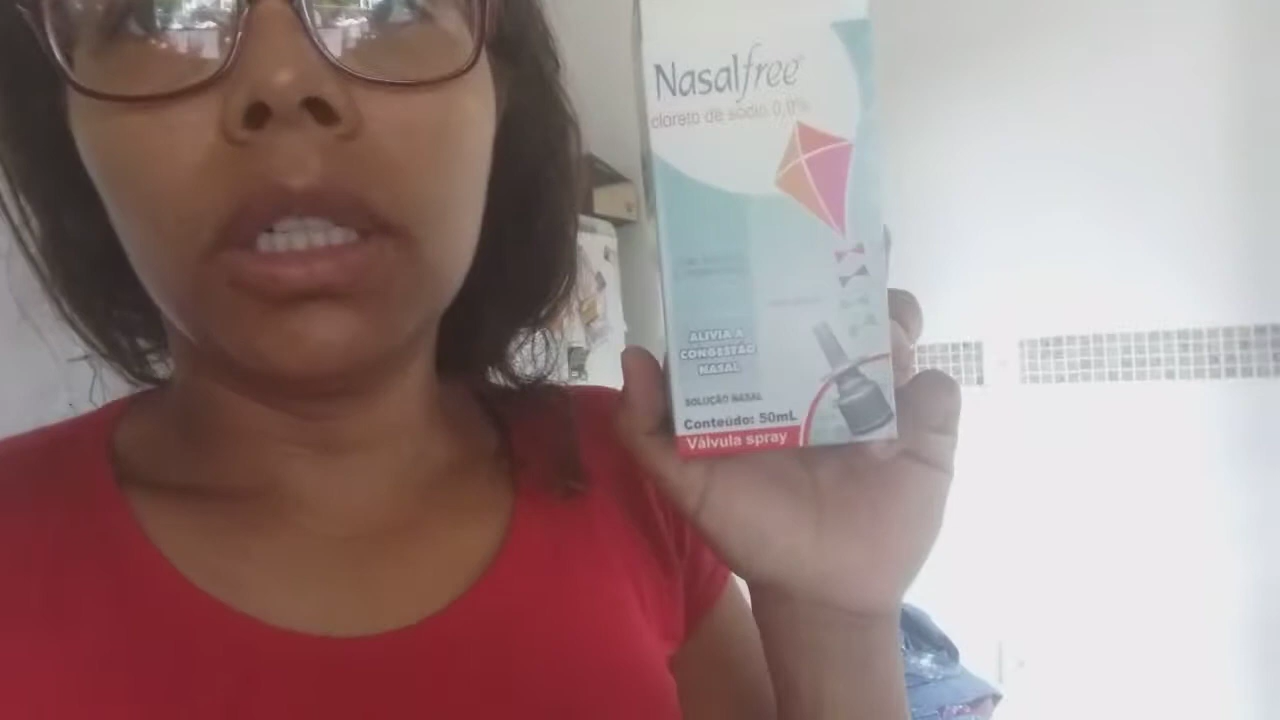 Nasalfree
cloreto de sódio 0,9%
ALIVIA A
CONGESTÃO
NASAL
SOLUÇÃO NASAL
Conteúdo: 50mL
Válvula spray